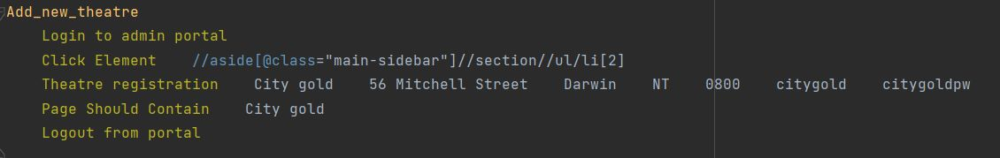 Add_new_theatre
Login to admin portal
Click Element    //aside[@class="main-sidebar"]//section//ul/li[2]
Theatre registration    City gold    56 Mitchell Street    Darwin    NT    0800    citygold    citygoldpw
Page Should Contain    City gold
Logout from portal